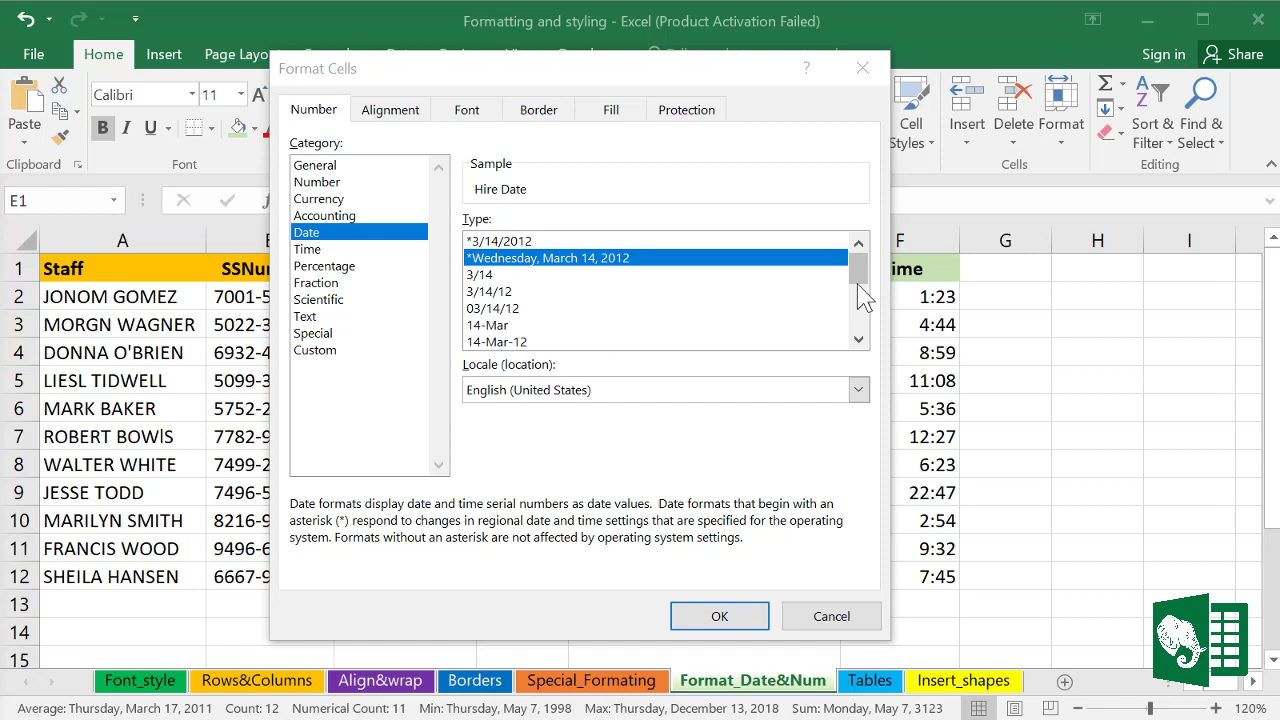 Formatting and styling - Excel (Product Activation Failed)
File Home Insert Page Layo Sign in Share
Paste Calibri 11 A
B I U
Cell Styles Insert Delete Format Sort & Filter Find & Select
Clipboard Font Cells Editing
E1
Format Cells
Number Alignment Font Border Fill Protection
Category:
General
Number
Currency
Accounting
Date
Time
Percentage
Fraction
Scientific
Text
Special
Custom
Sample
Hire Date
Type:
*3/14/2012
*Wednesday, March 14, 2012
3/14
3/14/12
03/14/12
14-Mar
14-Mar-12
Locale (location):
English (United States)
Date formats display date and time serial numbers as date values. Date formats that begin with an
asterisk (*) respond to changes in regional date and time settings that are specified for the operating
system. Formats without an asterisk are not affected by operating system settings.
OK Cancel
A F G H I
1 Staff SSNu ime
2 JONOM GOMEZ 7001-5 1:23
3 MORGN WAGNER 5022-3 4:44
4 DONNA O'BRIEN 6932-4 8:59
5 LIESL TIDWELL 5099-3 11:08
6 MARK BAKER 5752-2 5:36
7 ROBERT BOWlS 7782-9 12:27
8 WALTER WHITE 7499-2 6:23
9 JESSE TODD 7496-5 22:47
10 MARILYN SMITH 8216-9 2:54
11 FRANCIS WOOD 9496-6 9:32
12 SHEILA HANSEN 6667-9 7:45
13
14
15
Font_style Rows&Columns Align&wrap Borders Special_Formating Format_Date&Num Tables Insert_shapes
Average: Thursday, March 17, 2011 Count: 12 Numerical Count: 11 Min: Thursday, May 7, 1998 Max: Thursday, December 13, 2018 Sum: Monday, May 7, 3123 120%